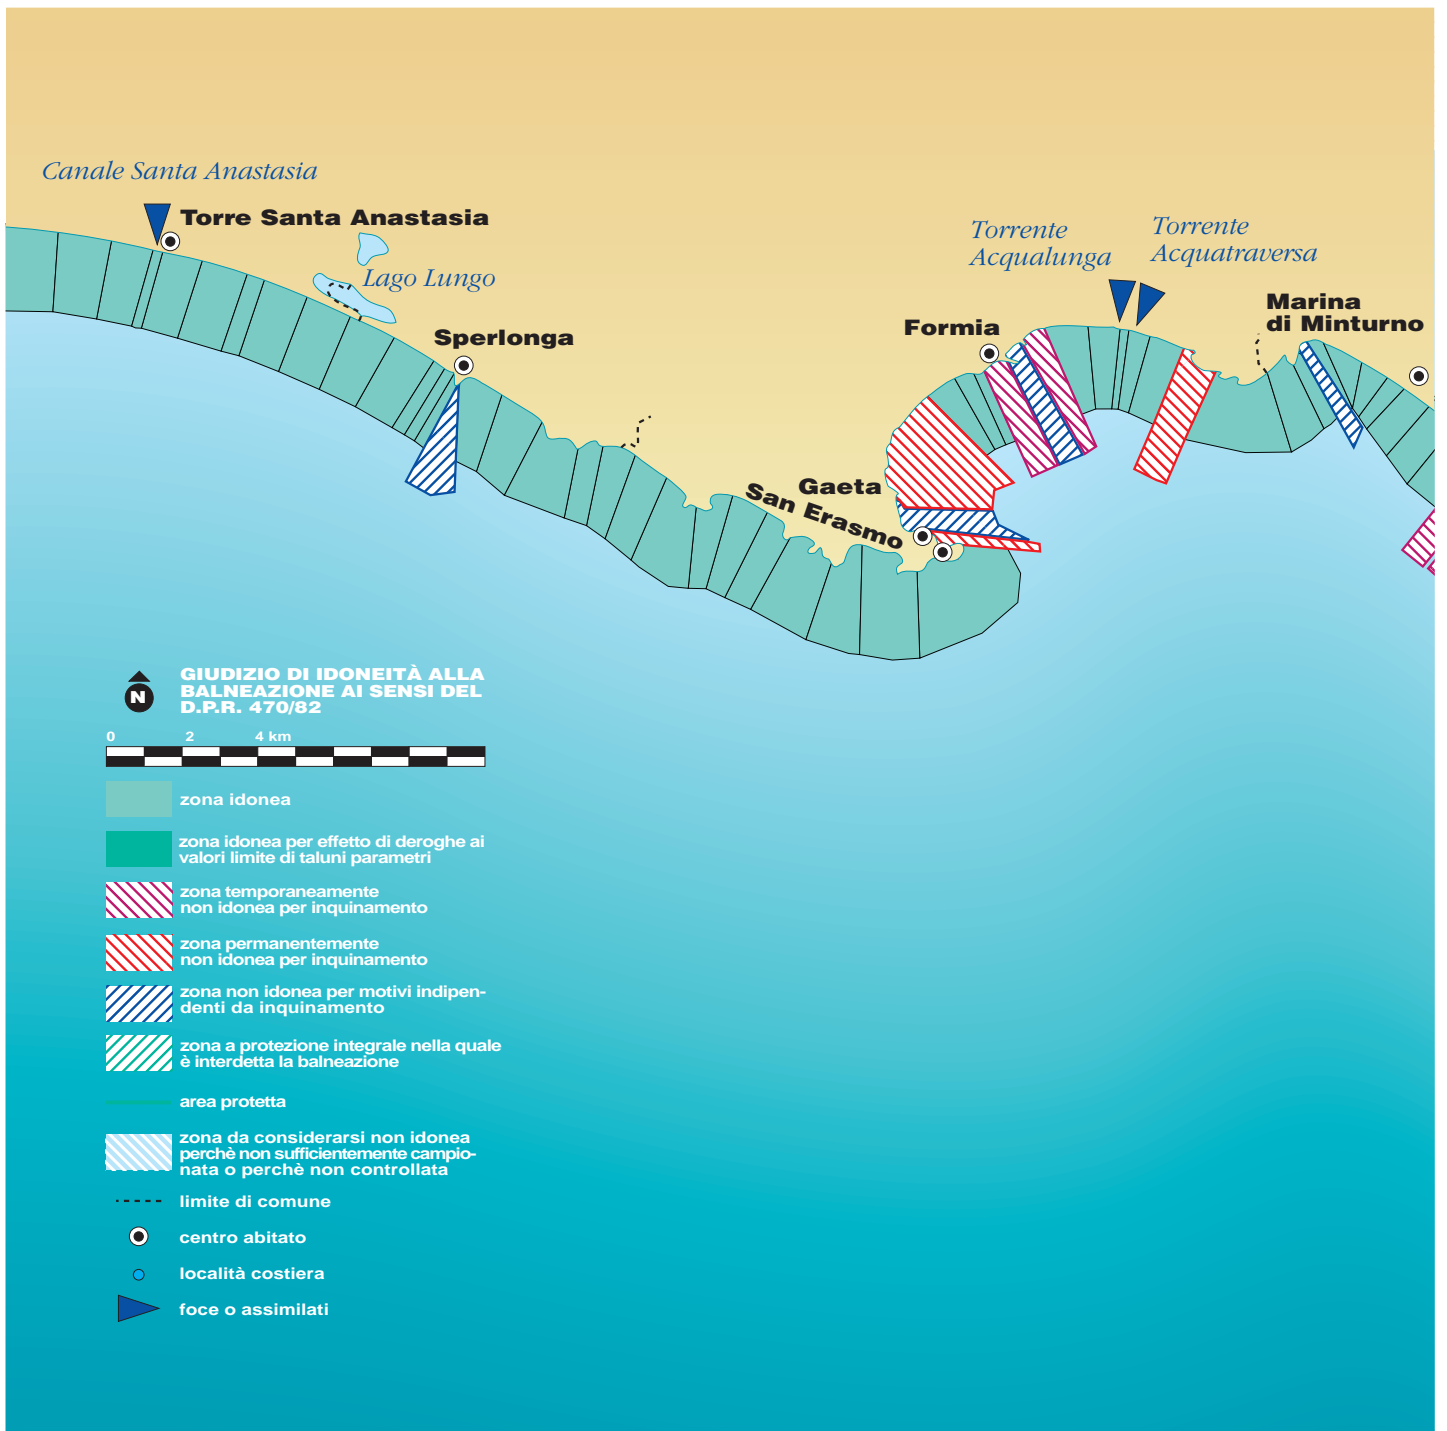 Canale Santa Anastasia
Torre Santa Anastasia
Lago Lungo
Sperlonga
Torrente
Acqualunga
Torrente
Acquatraversa
Marina
di Minturno
Formia
Gaeta
San Erasmo
N
GIUDIZIO DI IDONEITÀ ALLA
BALNEAZIONE AI SENSI DEL
D.P.R. 470/82
0 2 4 km
zona idonea
zona idonea per effetto di deroghe ai
valori limite di taluni parametri
zona temporaneamente
non idonea per inquinamento
zona permanentemente
non idonea per inquinamento
zona non idonea per motivi indipen-
denti da inquinamento
zona a protezione integrale nella quale
è interdetta la balneazione
area protetta
zona da considerarsi non idonea
perchè non sufficientemente campio-
nata o perchè non controllata
limite di comune
centro abitato
località costiera
foce o assimilati